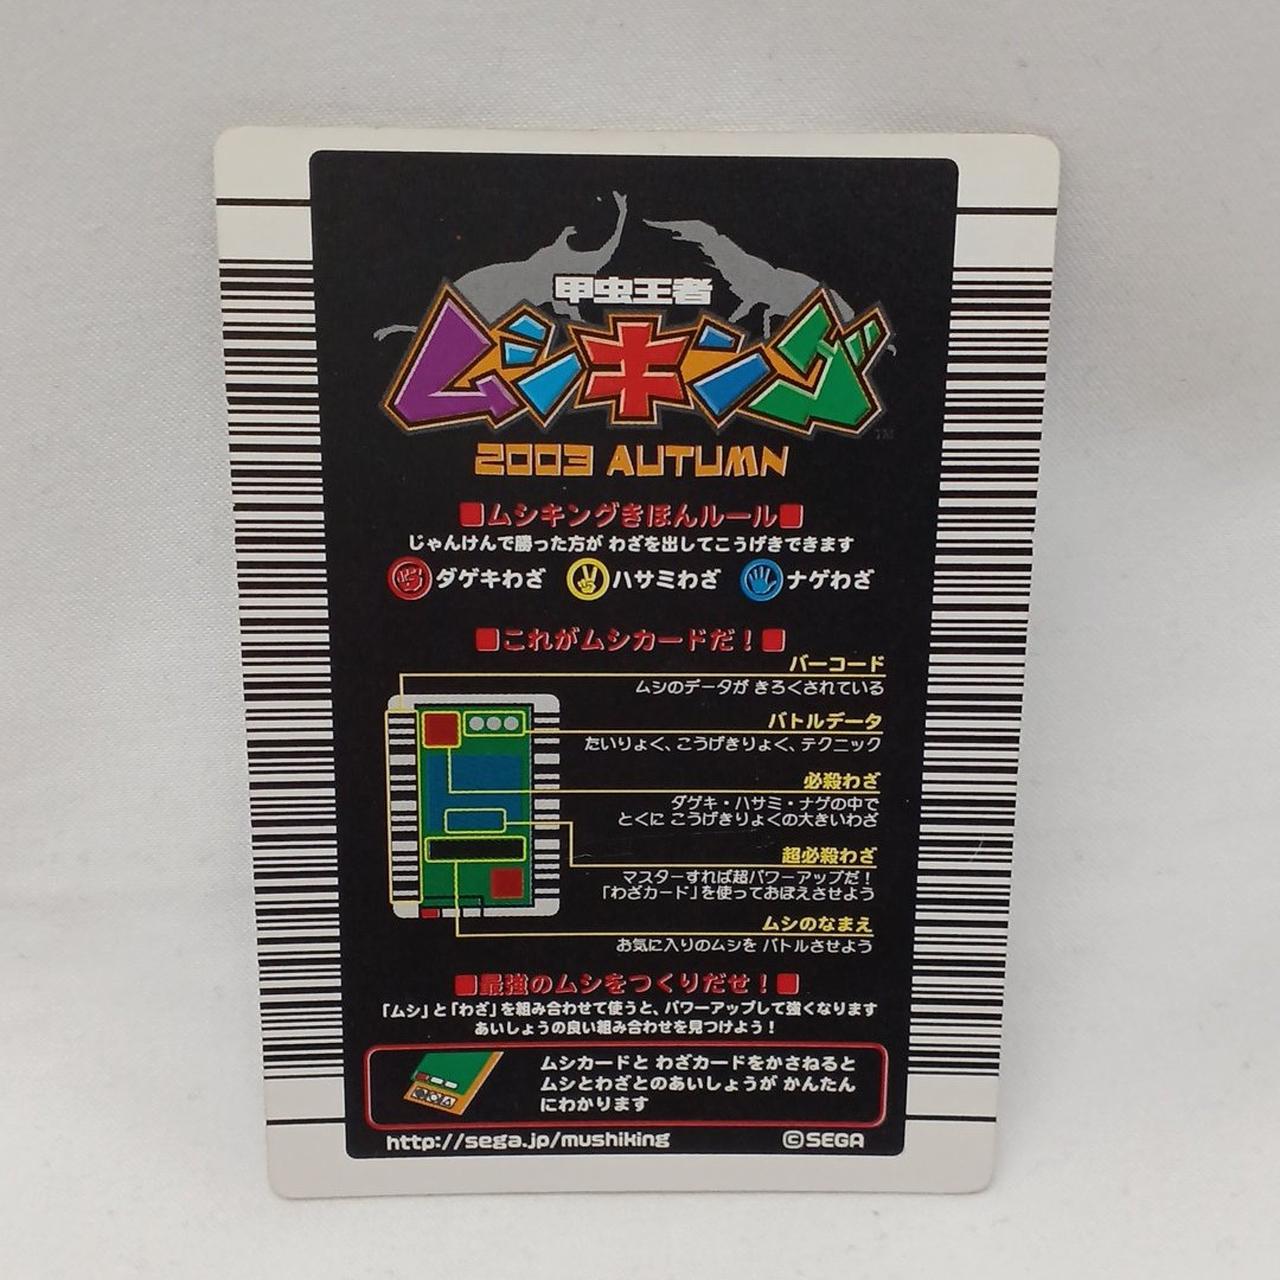 甲虫王者
ムシキング
TM
2003 AUTUMN
■ムシキングきほんルール■
じゃんけんで勝った方が わざを出してこうげきできます
ダゲキわざ ハサミわざ ナゲわざ
■これがムシカードだ!■
バーコード
ムシのデータが きろくされている
バトルデータ
たいりょく、こうげきりょく、テクニック
必殺わざ
ダゲキ・ハサミ・ナゲの中で
とくに こうげきりょくの大きいわざ
超必殺わざ
マスターすれば超パワーアップだ!
「わざカード」を使っておぼえさせよう
ムシのなまえ
お気に入りのムシを バトルさせよう
■最強のムシをつくりだせ!■
「ムシ」と「わざ」を組み合わせて使うと、パワーアップして強くなります
あいしょうの良い組み合わせを見つけよう!
ムシカードと わざカードをかさねると
ムシとわざとのあいしょうが かんたん
にわかります
http://sega.jp/mushiking ©SEGA